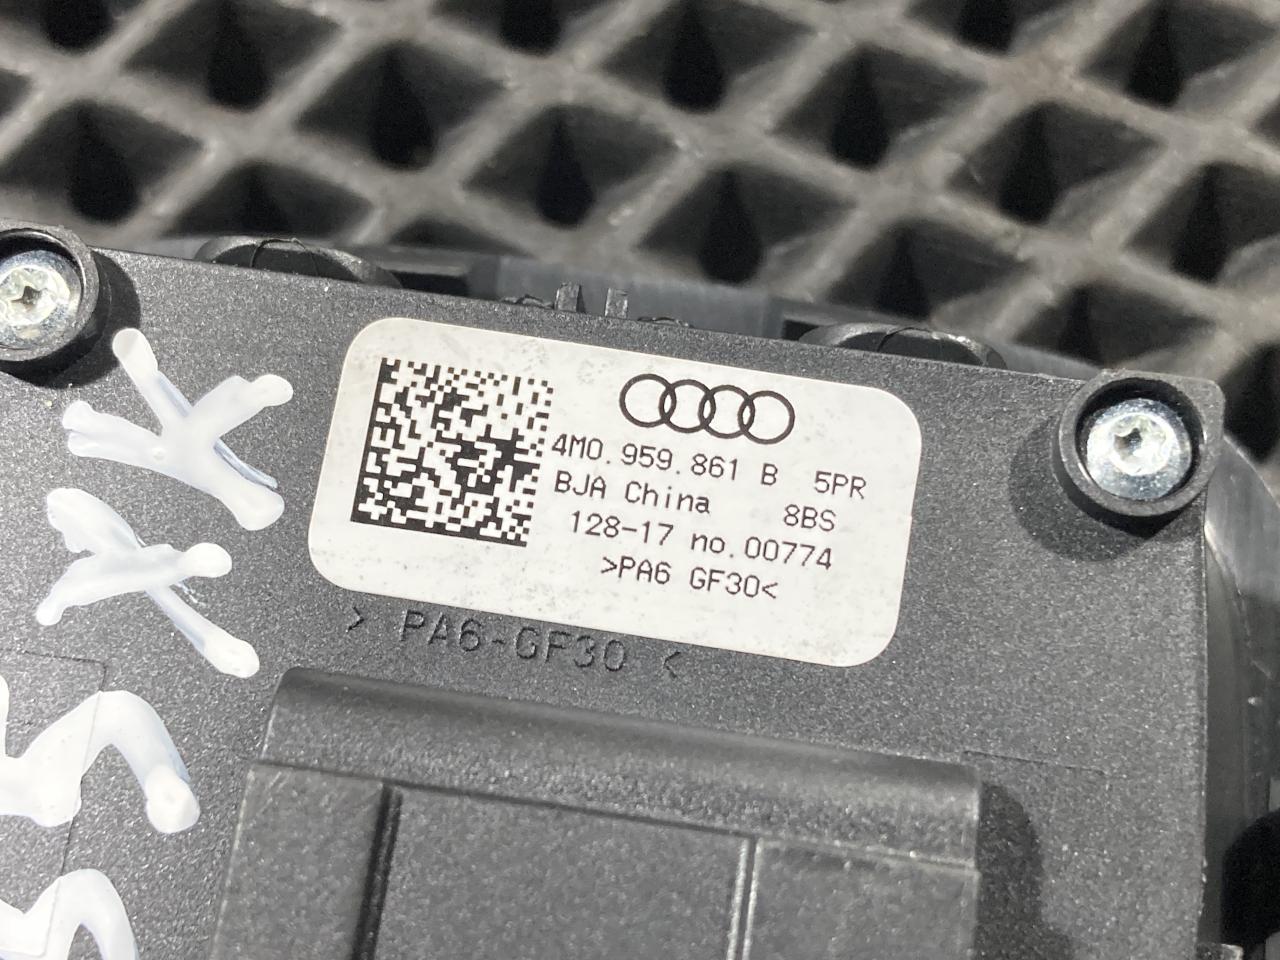 4M0.959.861 B 5PR
BJA China 8BS
128-17 no.00774
>PA6 GF30<
> PA6-GF30 <